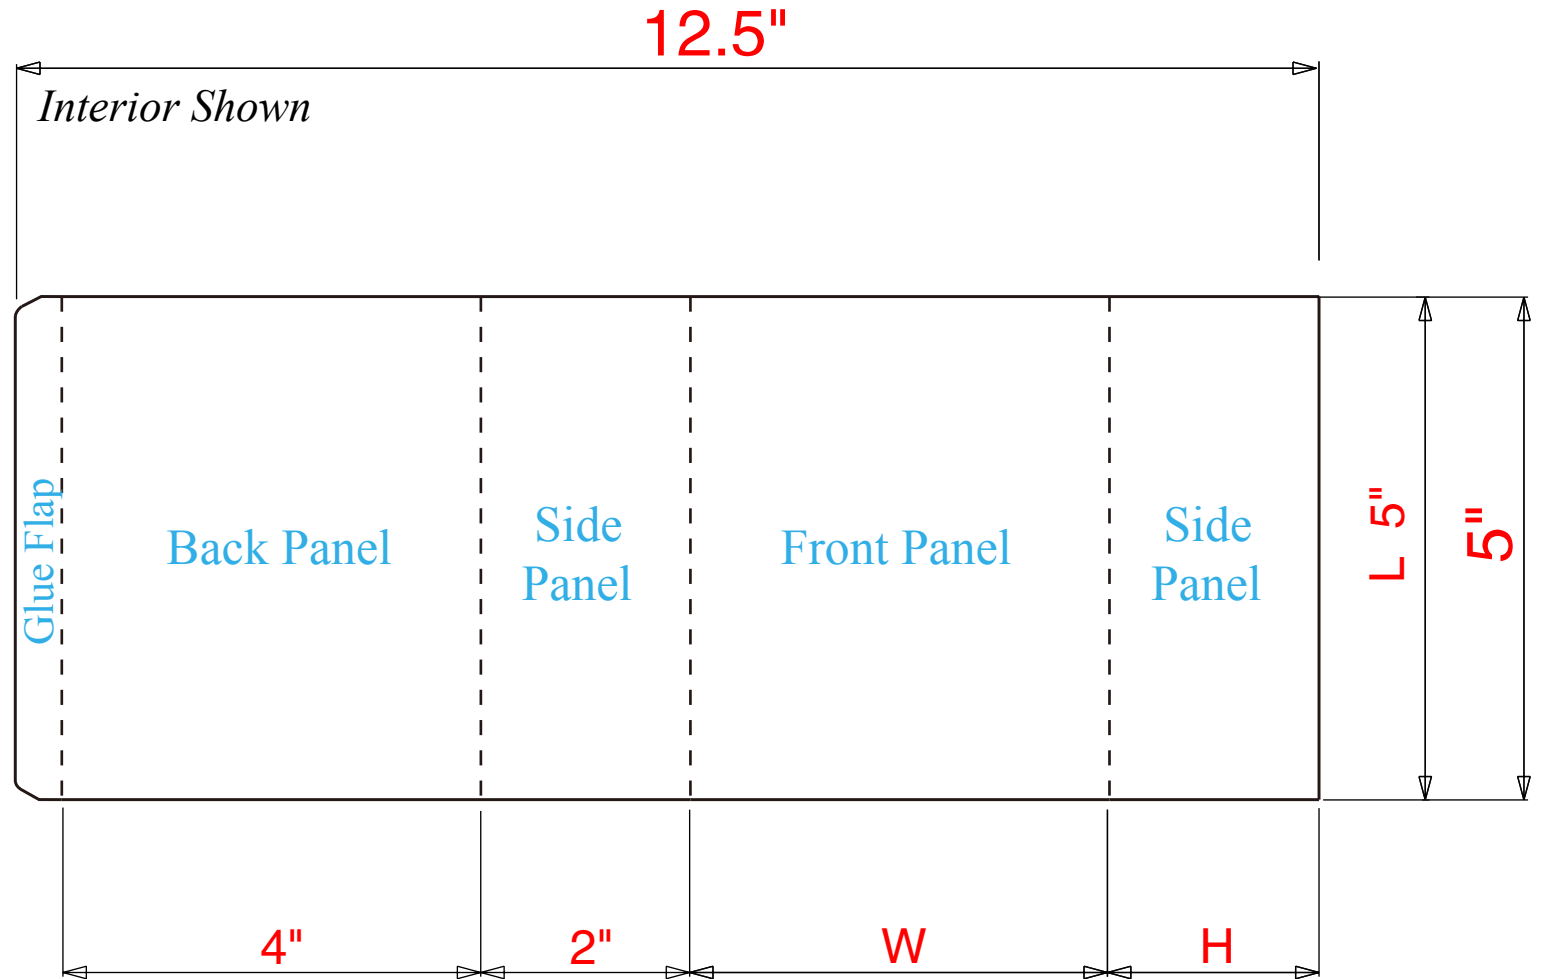 12.5"
Interior Shown
Glue Flap
Back Panel
Side
Panel
Front Panel
Side
Panel
L 5"
5"
4"
2"
W
H